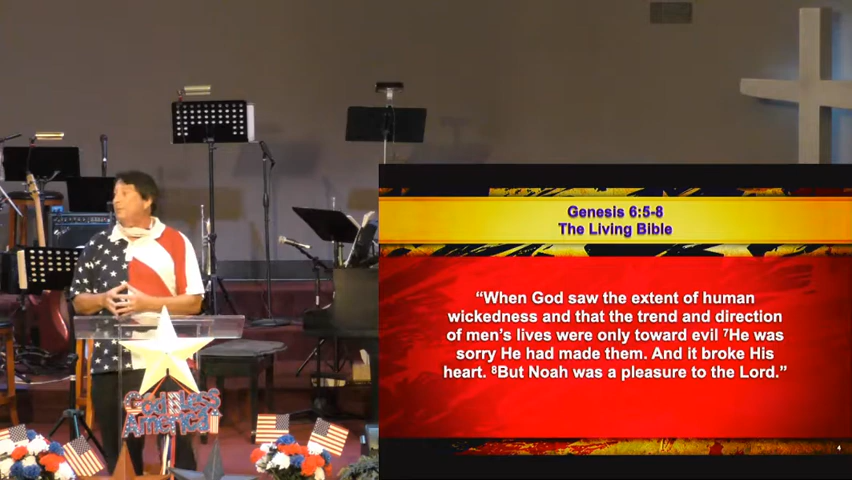 Genesis 6:5-8
The Living Bible
“When God saw the extent of human
wickedness and that the trend and direction
of men’s lives were only toward evil ⁷He was
sorry He had made them. And it broke His
heart. ⁸But Noah was a pleasure to the Lord.”
4
God Bless
America